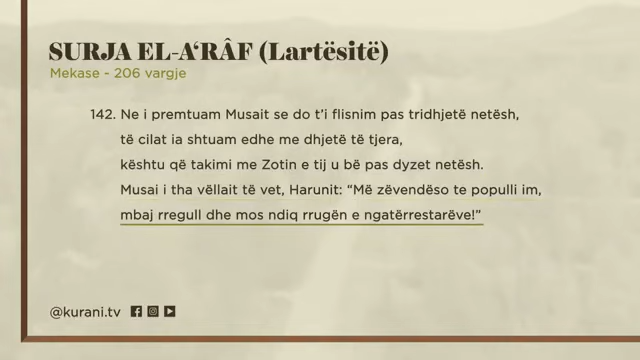 SURJA EL-A‘RÂF (Lartësitë)
Mekase - 206 vargje
142. Ne i premtuam Musait se do t’i flisnim pas tridhjetë netësh,
të cilat ia shtuam edhe me dhjetë të tjera,
kështu që takimi me Zotin e tij u bë pas dyzet netësh.
Musai i tha vëllait të vet, Harunit: “Më zëvendëso te populli im,
mbaj rregull dhe mos ndiq rrugën e ngatërrestarëve!”
@kurani.tv